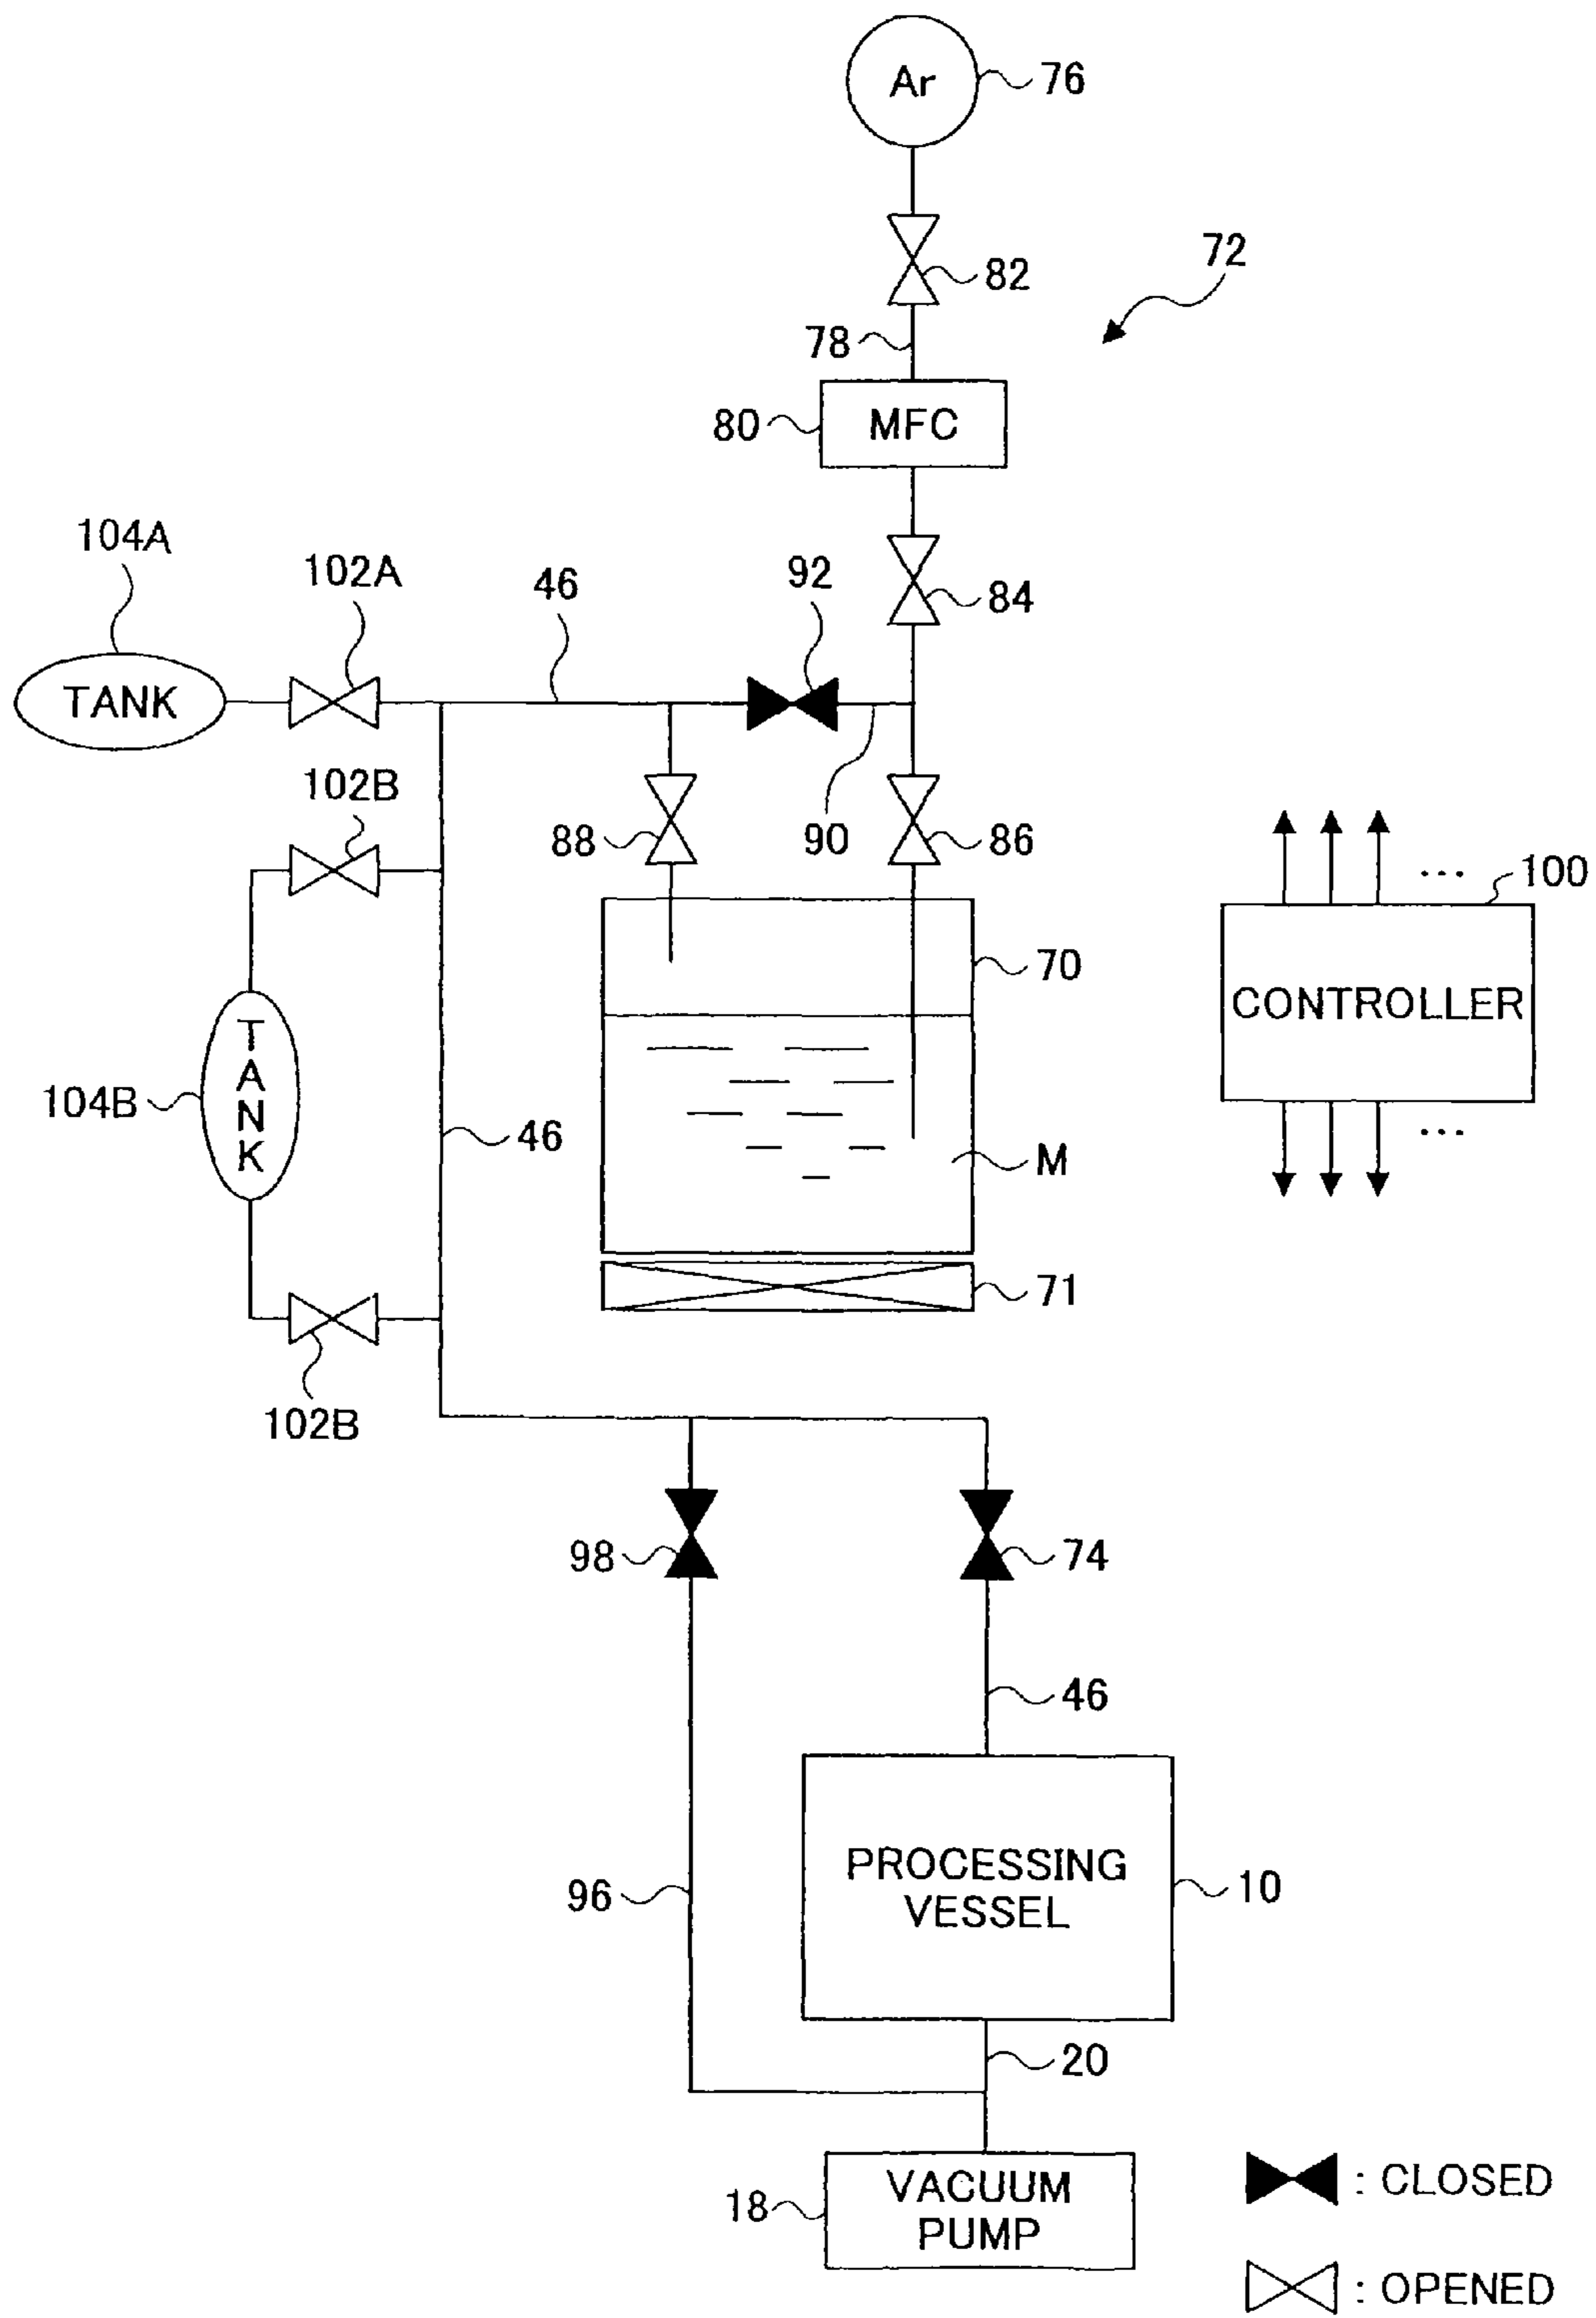 Ar
76
82
72
78
80
MFC
104A
102A
46
92
84
TANK
102B
88
90
86
100
70
CONTROLLER
TANK
104B
46
M
71
102B
98
74
46
PROCESSING
VESSEL
10
96
20
18
VACUUM
PUMP
: CLOSED
: OPENED
...
...